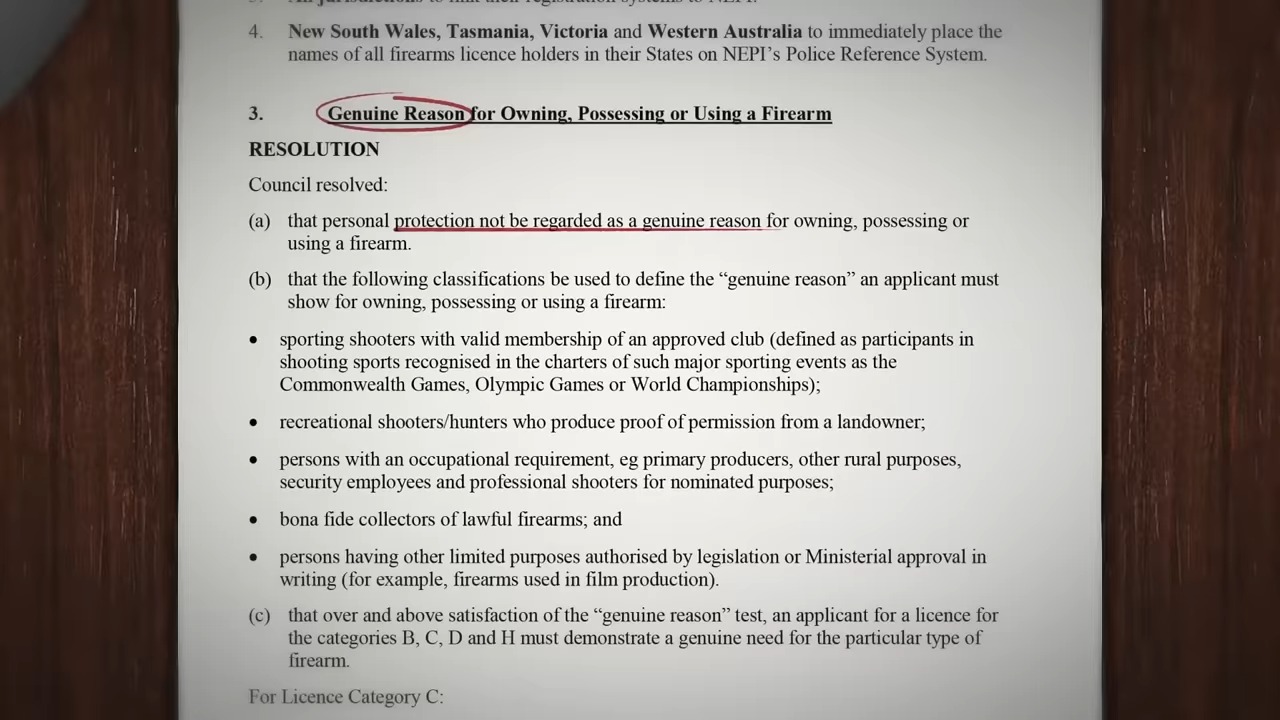 All jurisdictions to limit their registration systems to NEPI.
4. New South Wales, Tasmania, Victoria and Western Australia to immediately place the
names of all firearms licence holders in their States on NEPI's Police Reference System.
3. Genuine Reason for Owning, Possessing or Using a Firearm
RESOLUTION
Council resolved:
(a) that personal protection not be regarded as a genuine reason for owning, possessing or
using a firearm.
(b) that the following classifications be used to define the “genuine reason” an applicant must
show for owning, possessing or using a firearm:
• sporting shooters with valid membership of an approved club (defined as participants in
shooting sports recognised in the charters of such major sporting events as the
Commonwealth Games, Olympic Games or World Championships);
• recreational shooters/hunters who produce proof of permission from a landowner;
• persons with an occupational requirement, eg primary producers, other rural purposes,
security employees and professional shooters for nominated purposes;
• bona fide collectors of lawful firearms; and
• persons having other limited purposes authorised by legislation or Ministerial approval in
writing (for example, firearms used in film production).
(c) that over and above satisfaction of the “genuine reason” test, an applicant for a licence for
the categories B, C, D and H must demonstrate a genuine need for the particular type of
firearm.
For Licence Category C: